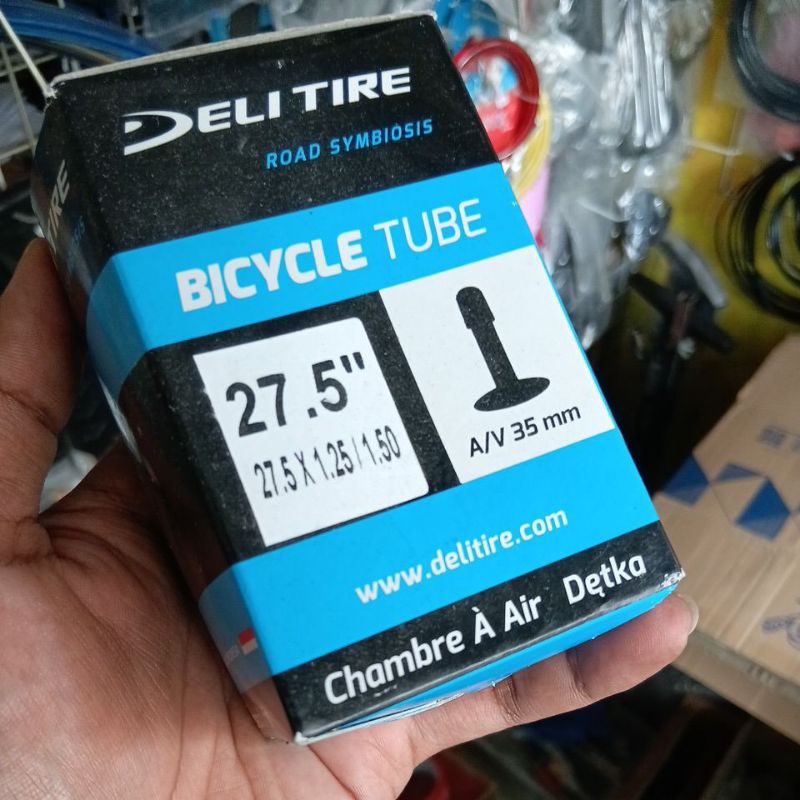 DELI TIRE
ROAD SYMBIOSIS
BICYCLE TUBE
27.5"
27.5 X 1.25 / 1.50
A/V 35 mm
www.delitire.com
Chambre À Air Dętka
TIRE